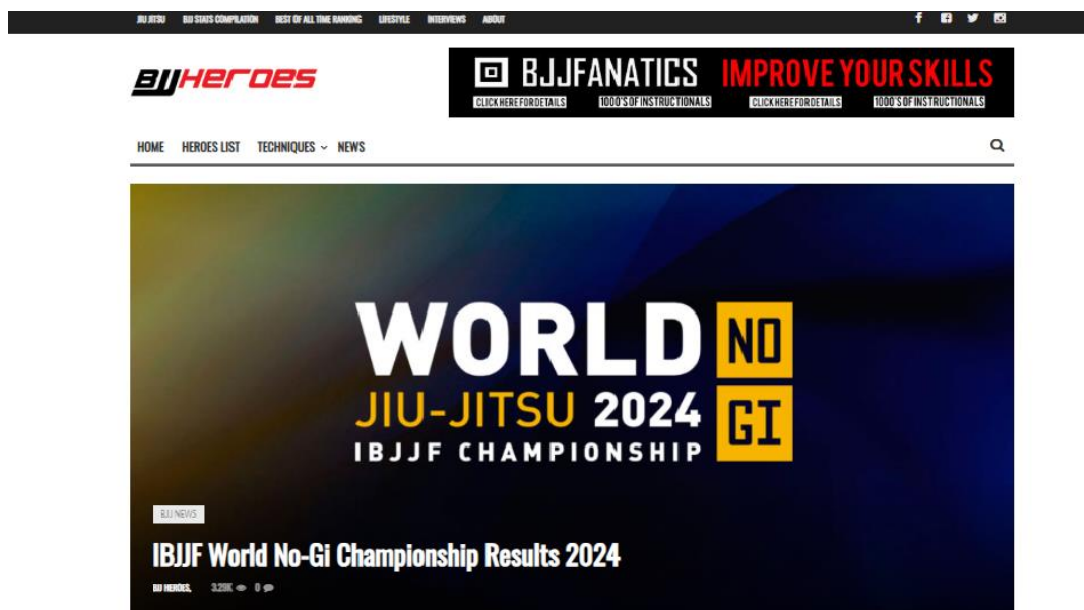 JIU JITSU BJJ STATS COMPILATION BEST OF ALL TIME RANKING LIFESTYLE INTERVIEWS ABOUT
BJJHEROES
BJJFANATICS IMPROVE YOUR SKILLS
CLICK HERE FOR DETAILS 1000'S OF INSTRUCTIONALS CLICK HERE FOR DETAILS 1000'S OF INSTRUCTIONALS
HOME HEROES LIST TECHNIQUES NEWS
WORLD NO
JIU-JITSU 2024 GI
IBJJF CHAMPIONSHIP
BJJ NEWS
IBJJF World No-Gi Championship Results 2024
BJJ HEROES, 3.29K 0